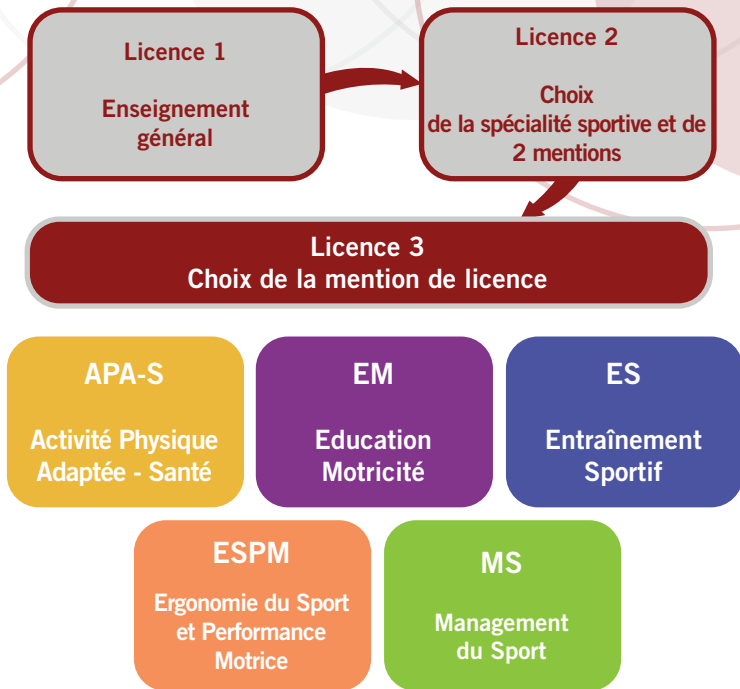 Licence 1
Enseignement
général
Licence 2
Choix
de la spécialité sportive et de
2 mentions
Licence 3
Choix de la mention de licence
APA-S
Activité Physique
Adaptée - Santé
EM
Education
Motricité
ES
Entraînement
Sportif
ESPM
Ergonomie du Sport
et Performance
Motrice
MS
Management
du Sport